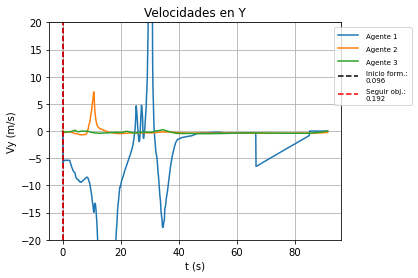 Velocidades en Y
Vy (m/s)
20
15
10
5
0
−5
−10
−15
−20
0
20
40
60
80
t (s)
Agente 1
Agente 2
Agente 3
Inicio form.:
0.096
Seguir obj.:
0.192